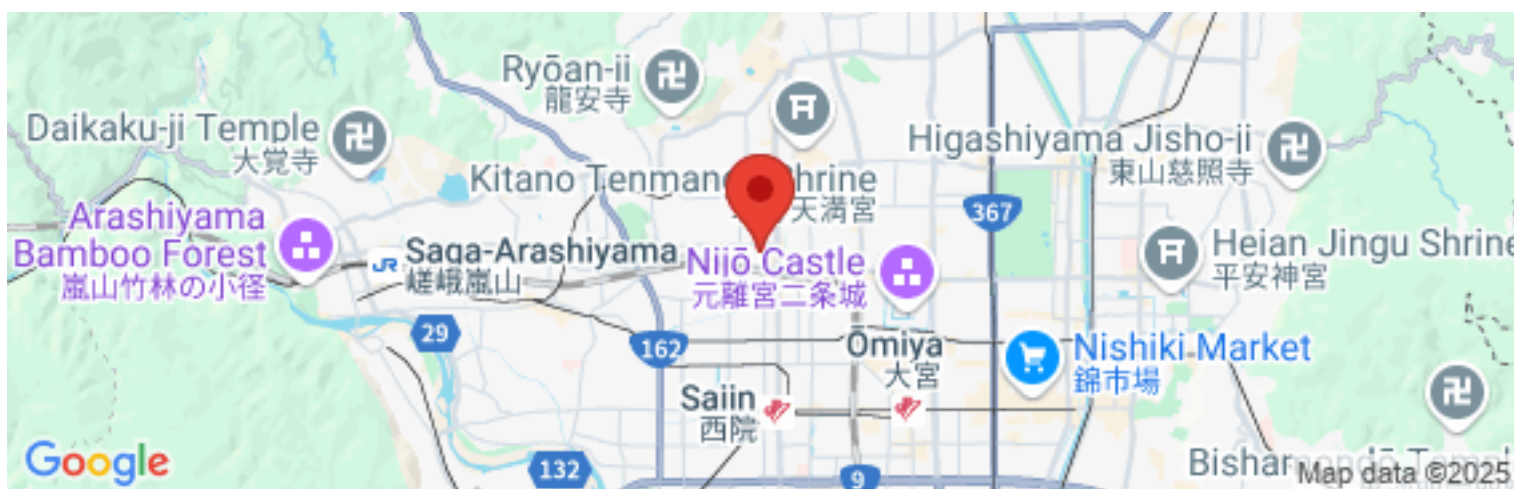 Ryōan-ji
龍安寺
Daikaku-ji Temple
大覚寺
Higashiyama Jisho-ji
東山慈照寺
Kitano Tenman Shrine
天満宮
367
Arashiyama
Bamboo Forest
嵐山竹林の小径
JR
Saga-Arashiyama
嵯峨嵐山
Nijō Castle
元離宮二条城
Heian Jingu Shrine
平安神宮
29
162
Ōmiya
大宮
Nishiki Market
錦市場
Saiin
西院
Google
132
9
Map data ©2025